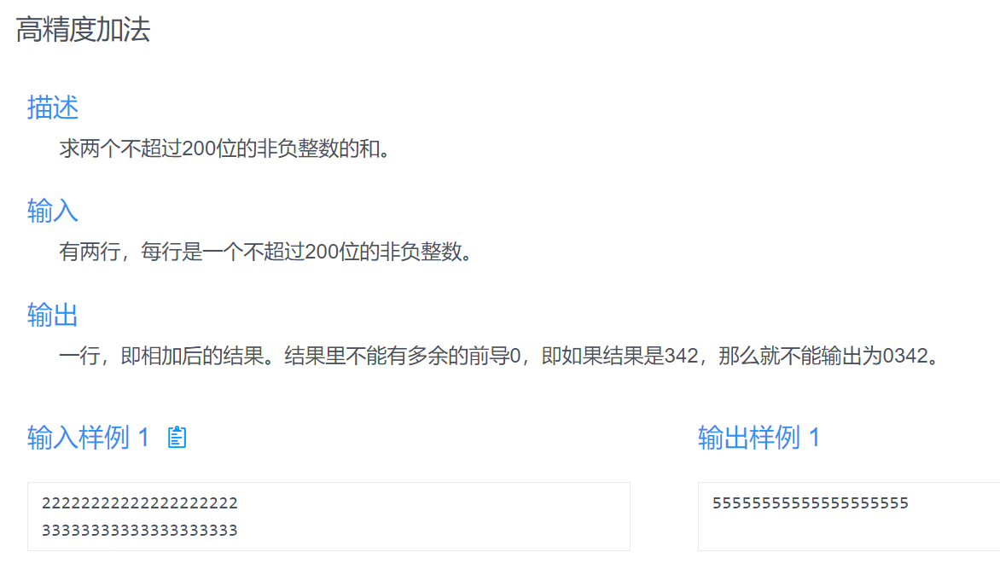 高精度加法
描述
求两个不超过200位的非负整数的和。
输入
有两行，每行是一个不超过200位的非负整数。
输出
一行，即相加后的结果。结果里不能有多余的前导0，即如果结果是342，那么就不能输出为0342。
输入样例 1
22222222222222222222
33333333333333333333
输出样例 1
55555555555555555555